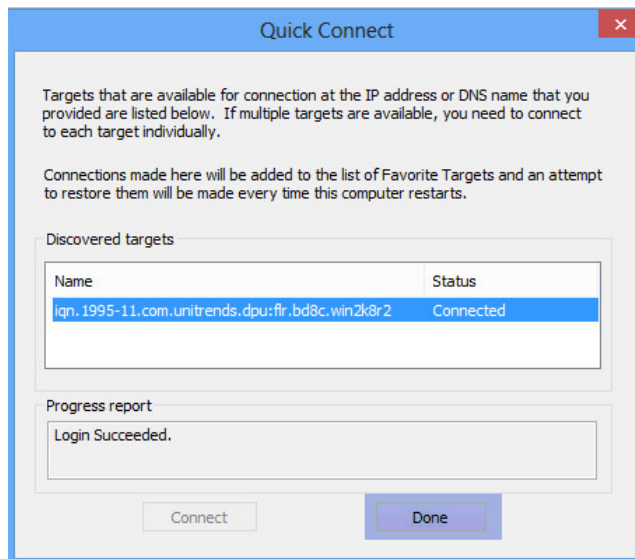 Quick Connect
Targets that are available for connection at the IP address or DNS name that you
provided are listed below.  If multiple targets are available, you need to connect
to each target individually.
Connections made here will be added to the list of Favorite Targets and an attempt
to restore them will be made every time this computer restarts.
Discovered targets
Name Status
iqn.1995-11.com.unitrends.dpu:flr.bd8c.win2k8r2 Connected
Progress report
Login Succeeded.
Connect Done